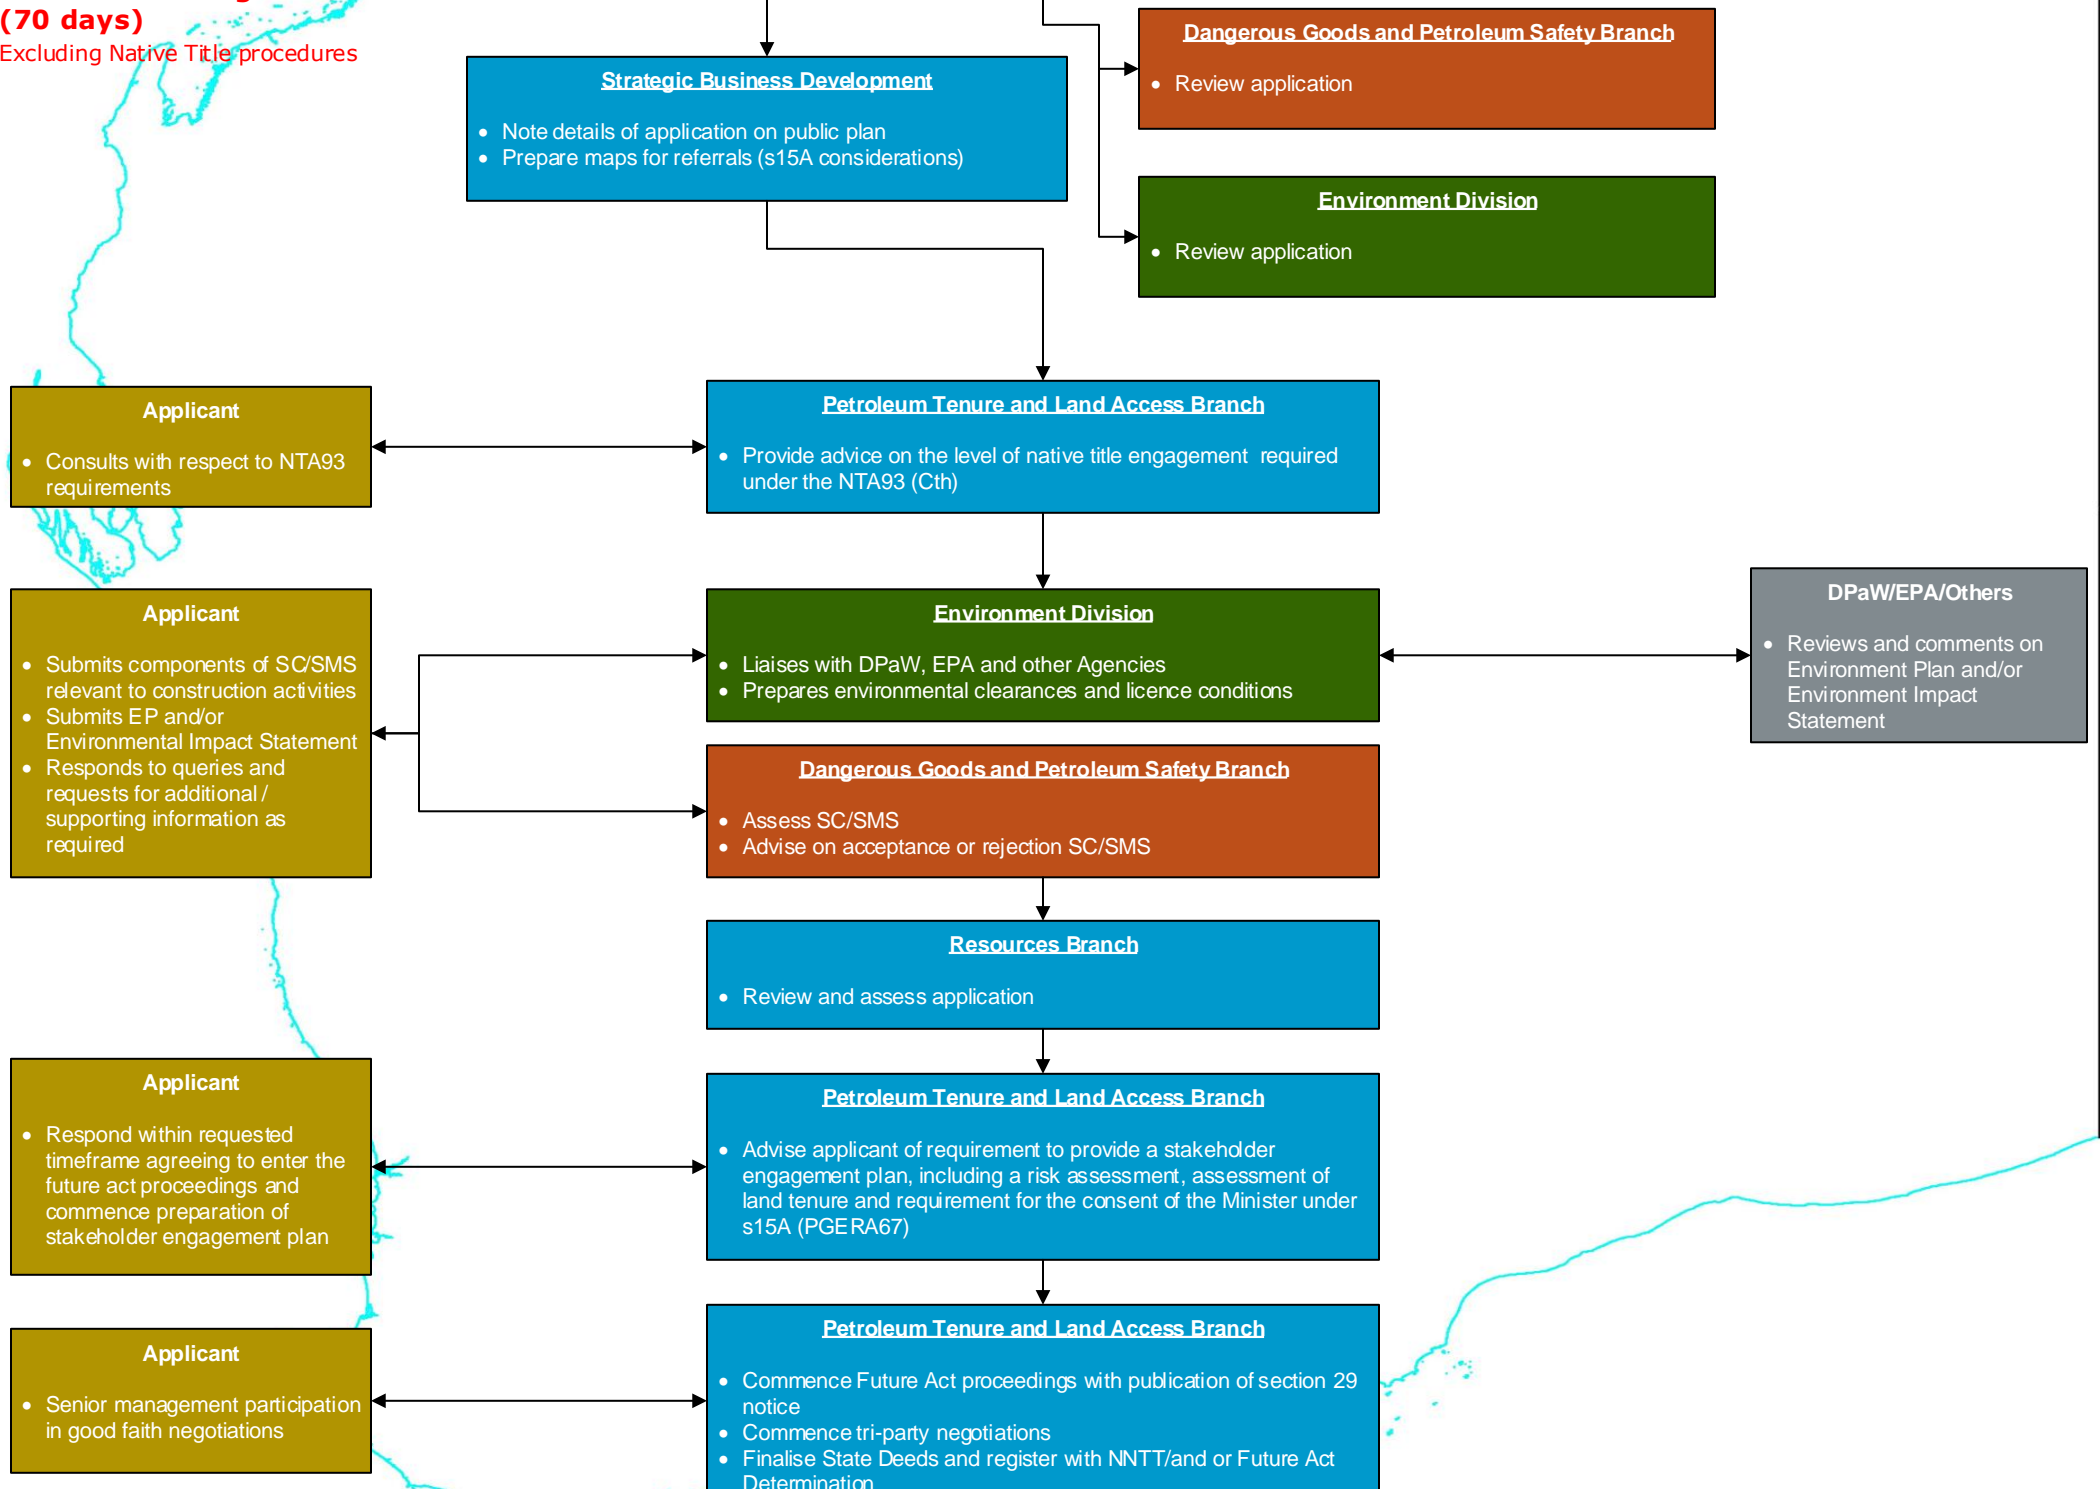 (70 days)
Excluding Native Title procedures
Dangerous Goods and Petroleum Safety Branch
• Review application
Strategic Business Development
• Note details of application on public plan
• Prepare maps for referrals (s15A considerations)
Environment Division
• Review application
Applicant
• Consults with respect to NTA93
requirements
Petroleum Tenure and Land Access Branch
• Provide advice on the level of native title engagement required
under the NTA93 (Cth)
Applicant
• Submits components of SC/SMS
relevant to construction activities
• Submits EP and/or
Environmental Impact Statement
• Responds to queries and
requests for additional /
supporting information as
required
Environment Division
• Liaises with DPaW, EPA and other Agencies
• Prepares environmental clearances and licence conditions
DPaW/EPA/Others
• Reviews and comments on
Environment Plan and/or
Environment Impact
Statement
Dangerous Goods and Petroleum Safety Branch
• Assess SC/SMS
• Advise on acceptance or rejection SC/SMS
Resources Branch
• Review and assess application
Applicant
• Respond within requested
timeframe agreeing to enter the
future act proceedings and
commence preparation of
stakeholder engagement plan
Petroleum Tenure and Land Access Branch
• Advise applicant of requirement to provide a stakeholder
engagement plan, including a risk assessment, assessment of
land tenure and requirement for the consent of the Minister under
s15A (PGERA67)
Applicant
• Senior management participation
in good faith negotiations
Petroleum Tenure and Land Access Branch
• Commence Future Act proceedings with publication of section 29
notice
• Commence tri-party negotiations
• Finalise State Deeds and register with NNTT/and or Future Act
Determination